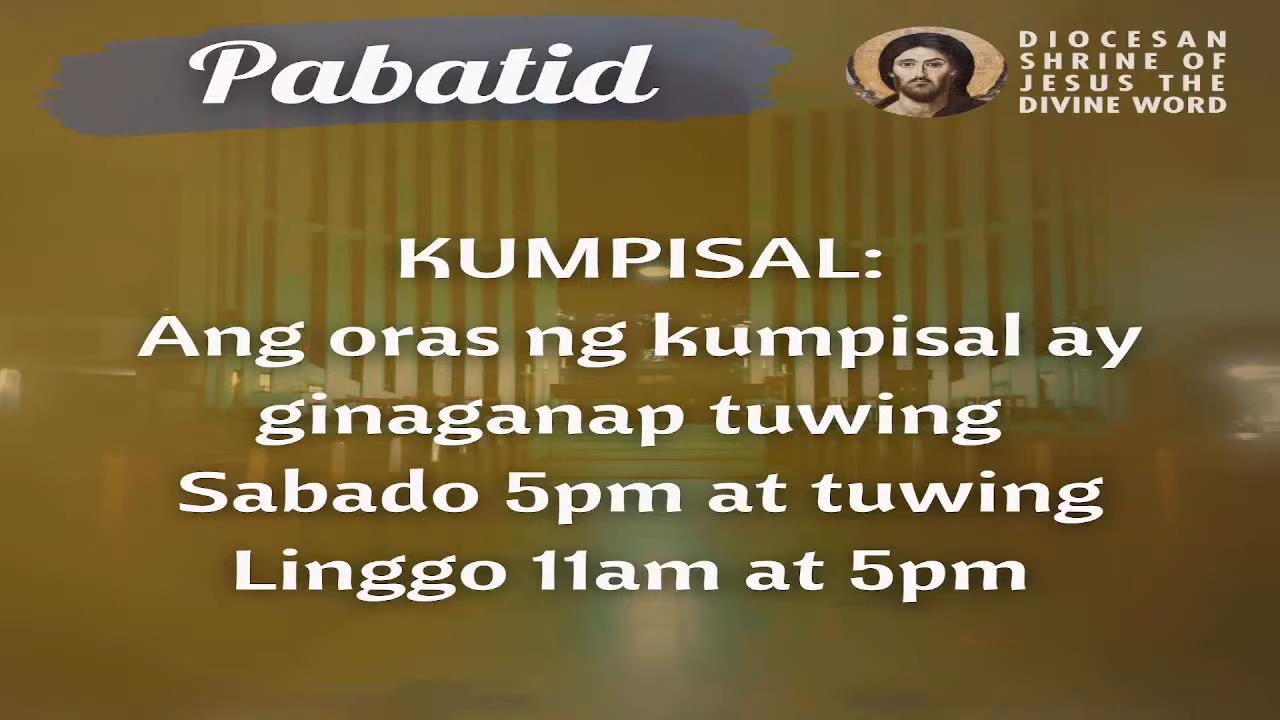 Pabatid
DIOCESAN
SHRINE OF
JESUS THE
DIVINE WORD
KUMPISAL:
Ang oras ng kumpisal ay
ginaganap tuwing
Sabado 5pm at tuwing
Linggo 11am at 5pm